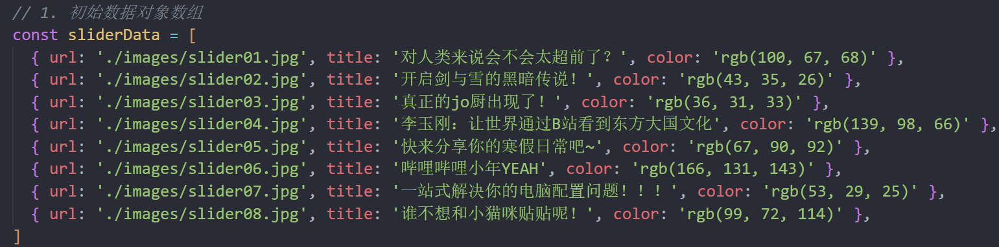 // 1. 初始数据对象数组
const sliderData = [
{ url: './images/slider01.jpg', title: '对人类来说会不会太超前了？', color: 'rgb(100, 67, 68)' },
{ url: './images/slider02.jpg', title: '开启剑与雪的黑暗传说！', color: 'rgb(43, 35, 26)' },
{ url: './images/slider03.jpg', title: '真正的jo厨出现了！', color: 'rgb(36, 31, 33)' },
{ url: './images/slider04.jpg', title: '李玉刚：让世界通过B站看到东方大国文化', color: 'rgb(139, 98, 66)' },
{ url: './images/slider05.jpg', title: '快来分享你的寒假日常吧~', color: 'rgb(67, 90, 92)' },
{ url: './images/slider06.jpg', title: '哔哩哔哩小年YEAH', color: 'rgb(166, 131, 143)' },
{ url: './images/slider07.jpg', title: '一站式解决你的电脑配置问题！！！', color: 'rgb(53, 29, 25)' },
{ url: './images/slider08.jpg', title: '谁不想和小猫咪贴贴呢！', color: 'rgb(99, 72, 114)' },
]